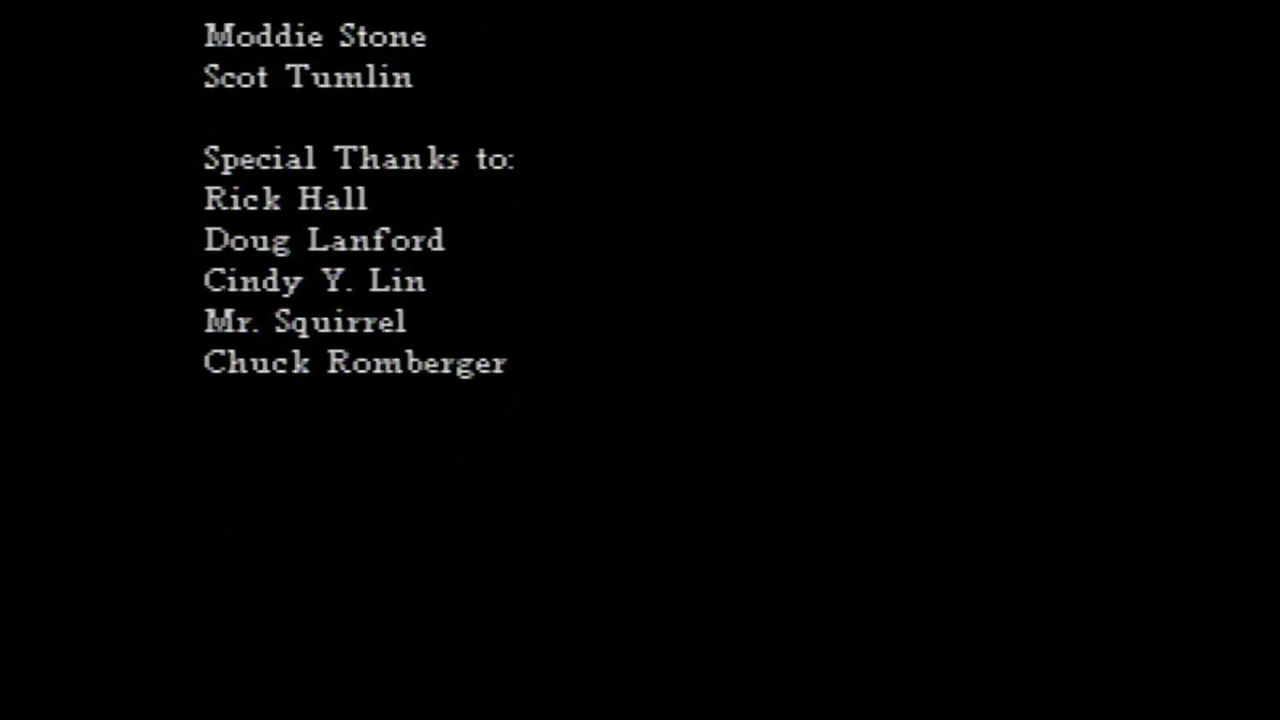 Moddie Stone
Scot Tumlin
Special Thanks to:
Rick Hall
Doug Lanford
Cindy Y. Lin
Mr. Squirrel
Chuck Romberger